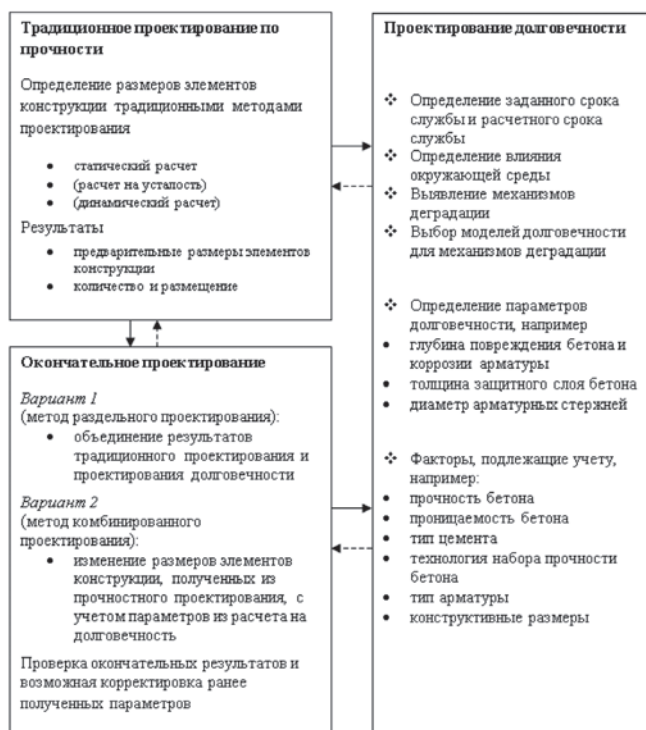 Традиционное проектирование по
прочности
Определение размеров элементов
конструкции традиционными методами
проектирования
• статический расчет
• (расчет на усталость)
• (динамический расчет)
Результаты
• предварительные размеры элементов
конструкции
• количество и размещение
Окончательное проектирование
Вариант 1
(метод раздельного проектирования):
• объединение результатов
традиционного проектирования и
проектирования долговечности
Вариант 2
(метод комбинированного
проектирования):
• изменение размеров элементов
конструкции, полученных из
прочностного проектирования, с
учетом параметров из расчета на
долговечность
Проверка окончательных результатов и
возможная корректировка ранее
полученных параметров
Проектирование долговечности
❖ Определение заданного срока
службы и расчетного срока
службы
❖ Определение влияния
окружающей среды
❖ Выявление механизмов
деградации
❖ Выбор моделей долговечности
для механизмов деградации
❖ Определение параметров
долговечности, например
• глубина повреждения бетона и
коррозии арматуры
• толщина защитного слоя бетона
• диаметр арматурных стержней
❖ Факторы, подлежащие учету,
например:
• прочность бетона
• проницаемость бетона
• тип цемента
• технология набора прочности
бетона
• тип арматуры
• конструктивные размеры